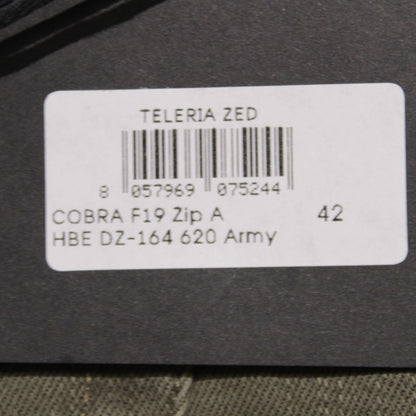 TELERIA ZED
8 057969 075244
COBRA F19 Zip A 42
HBE DZ-164 620 Army